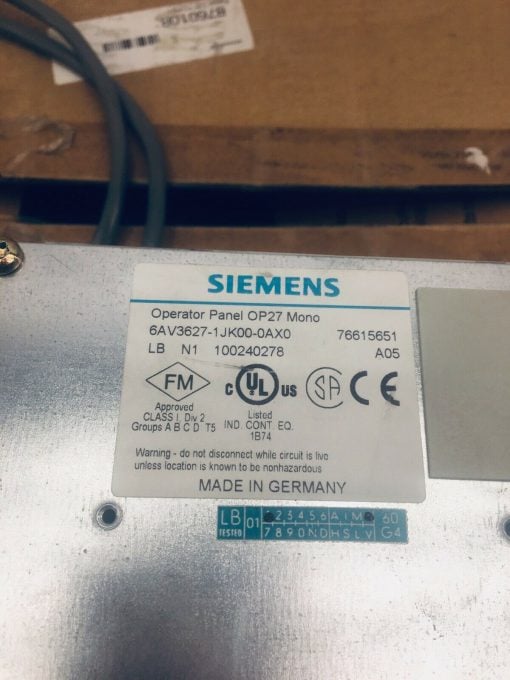 876010R
SIEMENS
Operator Panel OP27 Mono
6AV3627-1JK00-0AX0 76615651
LB N1 100240278 A05
FM
Approved
CLASS I, Div 2
Groups A B C D T5
C UL US
Listed
IND. CONT. EQ.
1B74
SA CE
Warning - do not disconnect while circuit is live
unless location is known to be nonhazardous
MADE IN GERMANY
LB 01 2 3 4 5 6 A I M 60
TESTED 7 8 9 0 N D H S L V G4